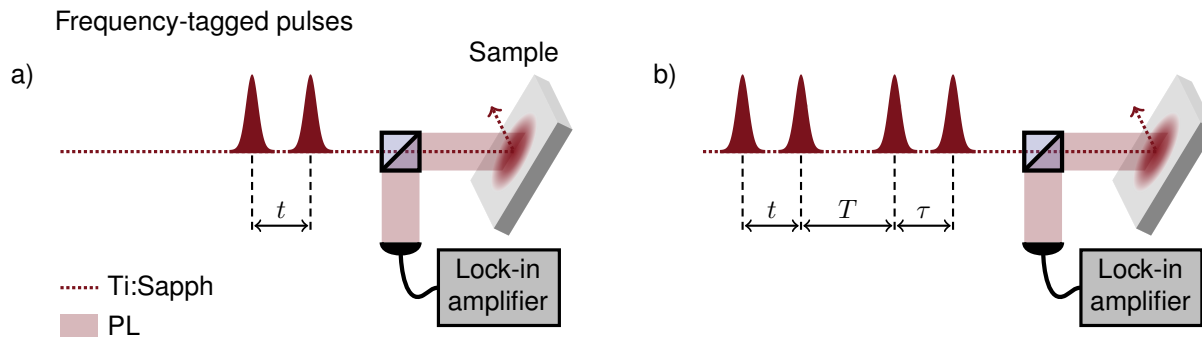 Frequency-tagged pulses
a)
Sample
t
Lock-in
amplifier
Ti:Sapph
PL
b)
t
T
τ
Lock-in
amplifier